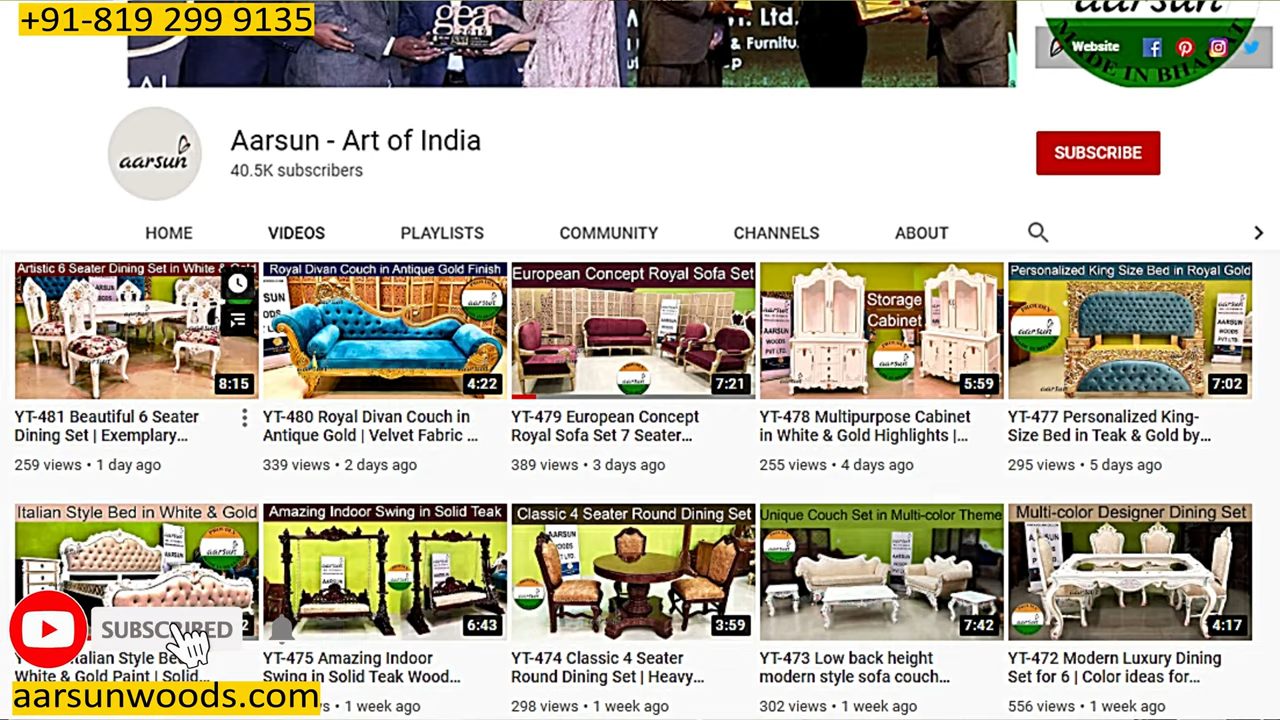 +91-819 299 9135
gea
. Ltd.
& Furnitu
aarsun
Website
MADE IN BHARAT
aarsun
Aarsun - Art of India
40.5K subscribers
SUBSCRIBE
HOME VIDEOS PLAYLISTS COMMUNITY CHANNELS ABOUT
Artistic 6 Seater Dining Set in White & Gold
Royal Divan Couch in Antique Gold Finish
European Concept Royal Sofa Set
Storage
Cabinet
Personalized King Size Bed in Royal Gold
8:15
4:22
7:21
5:59
7:02
YT-481 Beautiful 6 Seater
Dining Set | Exemplary...
259 views • 1 day ago
YT-480 Royal Divan Couch in
Antique Gold | Velvet Fabric ...
339 views • 2 days ago
YT-479 European Concept
Royal Sofa Set 7 Seater...
389 views • 3 days ago
YT-478 Multipurpose Cabinet
in White & Gold Highlights |...
255 views • 4 days ago
YT-477 Personalized King-
Size Bed in Teak & Gold by...
295 views • 5 days ago
Italian Style Bed in White & Gold
Amazing Indoor Swing in Solid Teak
Classic 4 Seater Round Dining Set
Unique Couch Set in Multi-color Theme
Multi-color Designer Dining Set
6:43
3:59
7:42
4:17
SUBSCRIBED
Italian Style Be
White & Gold Paint | Solid...
YT-475 Amazing Indoor
Swing in Solid Teak Wood...
• 1 week ago
YT-474 Classic 4 Seater
Round Dining Set | Heavy...
298 views • 1 week ago
YT-473 Low back height
modern style sofa couch...
302 views • 1 week ago
YT-472 Modern Luxury Dining
Set for 6 | Color ideas for...
556 views • 1 week ago
aarsunwoods.com